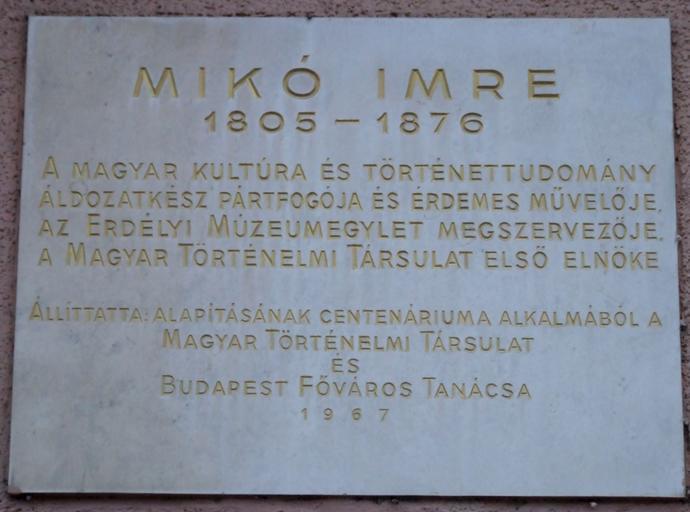 MIKÓ IMRE
1805–1876
A MAGYAR KULTÚRA ÉS TÖRTÉNETTUDOMÁNY
ÁLDOZATKÉSZ PÁRTFOGÓJA ÉS ÉRDEMES MŰVELŐJE,
AZ ERDÉLYI MÚZEUMEGYLET MEGSZERVEZŐJE,
A MAGYAR TÖRTÉNELMI TÁRSULAT ELSŐ ELNÖKE
ÁLLÍTTATTA: ALAPÍTÁSÁNAK CENTENÁRIUMA ALKALMÁBÓL A
MAGYAR TÖRTÉNELMI TÁRSULAT
ÉS
BUDAPEST FŐVÁROS TANÁCSA
1967